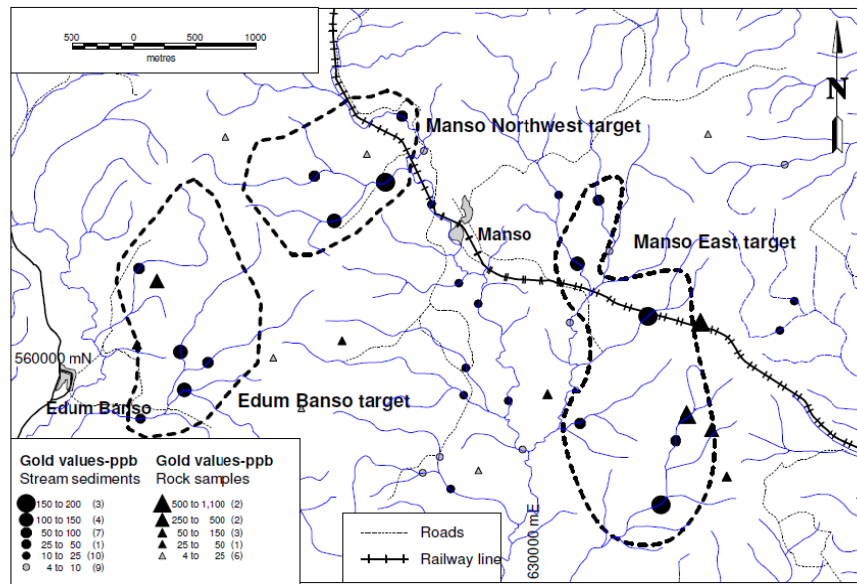 500 0 500 1000
metres
N
Manso Northwest target
Manso
Manso East target
560000 mN
Edum Banso
Edum Banso target
630000 mE
Gold values-ppb
Stream sediments
150 to 200 (3)
100 to 150 (4)
50 to 100 (7)
25 to 50 (1)
10 to 25 (10)
4 to 10 (9)
Gold values-ppb
Rock samples
500 to 1,100 (2)
250 to 500 (2)
50 to 150 (3)
25 to 50 (1)
4 to 25 (6)
Roads
Railway line